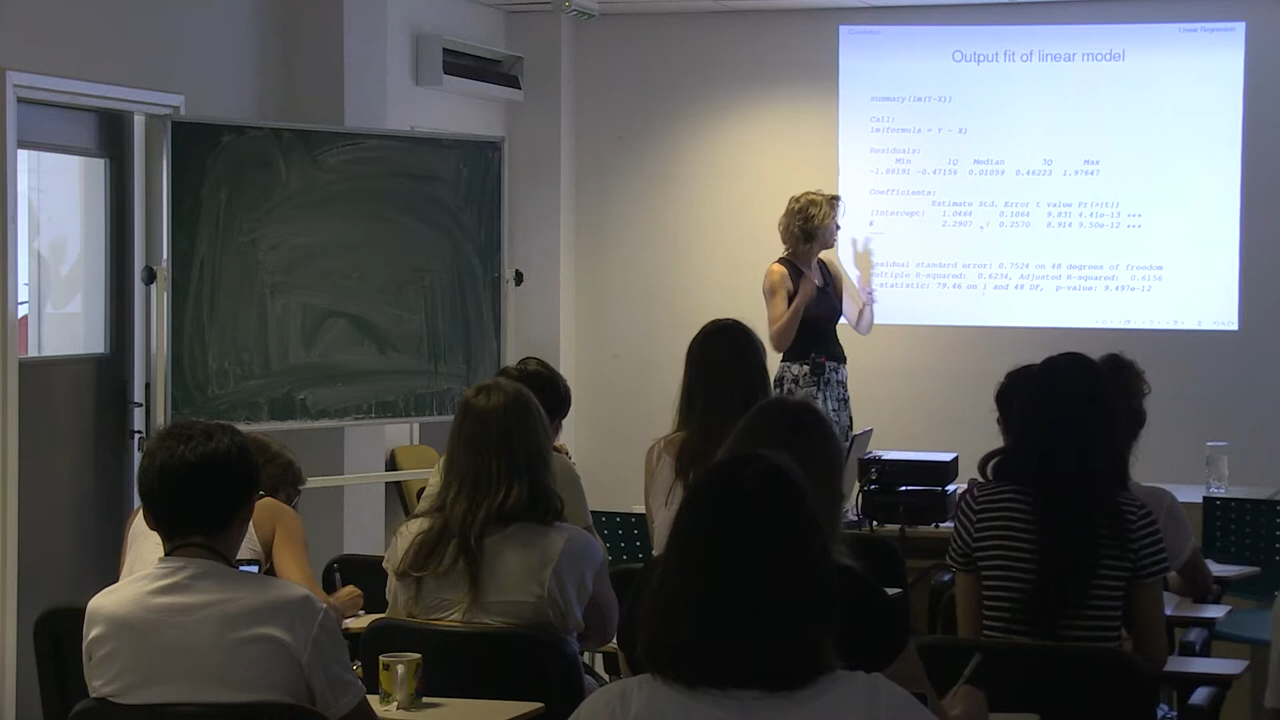 Linear Regression
Output fit of linear model
summary(lm(Y~X))
Call:
lm(formula = Y ~ X)
Residuals:
Min 1Q Median 3Q Max
-1.88191 -0.47156 0.01059 0.46223 1.97647
Coefficients:
Estimate Std. Error t value Pr(>|t|)
(Intercept) 1.0464 0.1064 9.831 4.41e-13 ***
X 2.2907 0.2570 8.914 9.50e-12 ***
Residual standard error: 0.7524 on 48 degrees of freedom
Multiple R-squared: 0.6234, Adjusted R-squared: 0.6156
F-statistic: 79.46 on 1 and 48 DF, p-value: 9.497e-12